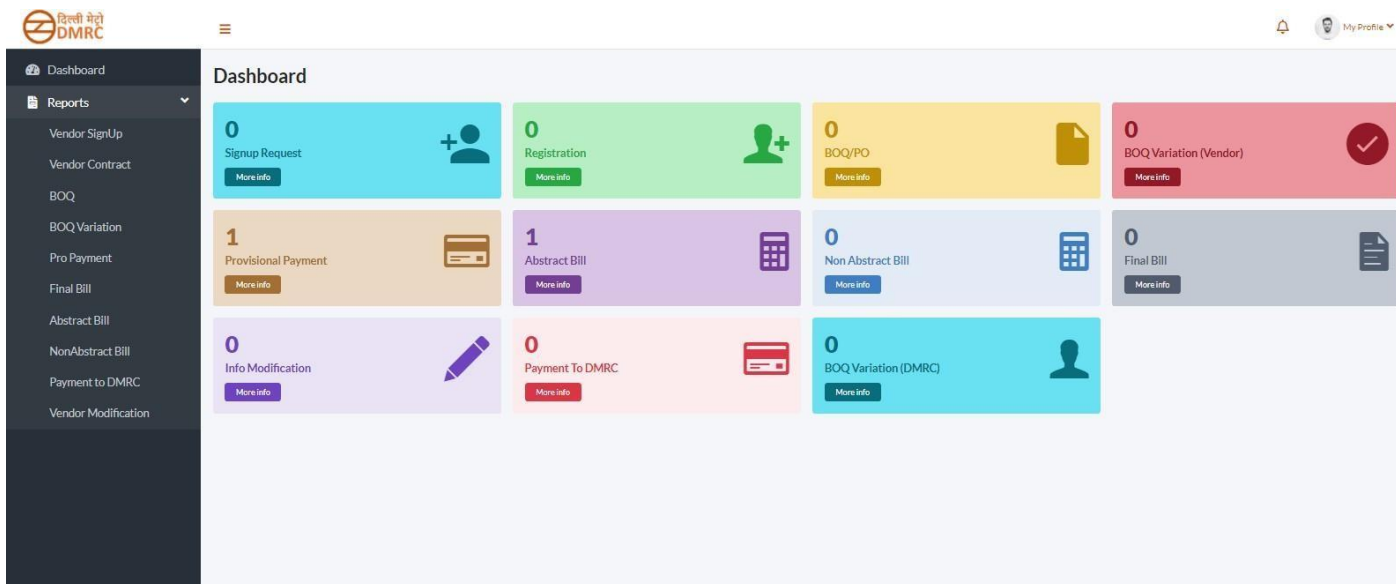 दिल्ली मेट्रो
DMRC
My Profile
Dashboard
Reports
Vendor SignUp
Vendor Contract
BOQ
BOQ Variation
Pro Payment
Final Bill
Abstract Bill
NonAbstract Bill
Payment to DMRC
Vendor Modification
Dashboard
0
Signup Request
More info
0
Registration
More info
0
BOQ/PO
More info
0
BOQ Variation (Vendor)
More info
1
Provisional Payment
More info
1
Abstract Bill
More info
0
Non Abstract Bill
More info
0
Final Bill
More info
0
Info Modification
More info
0
Payment To DMRC
More info
0
BOQ Variation (DMRC)
More info